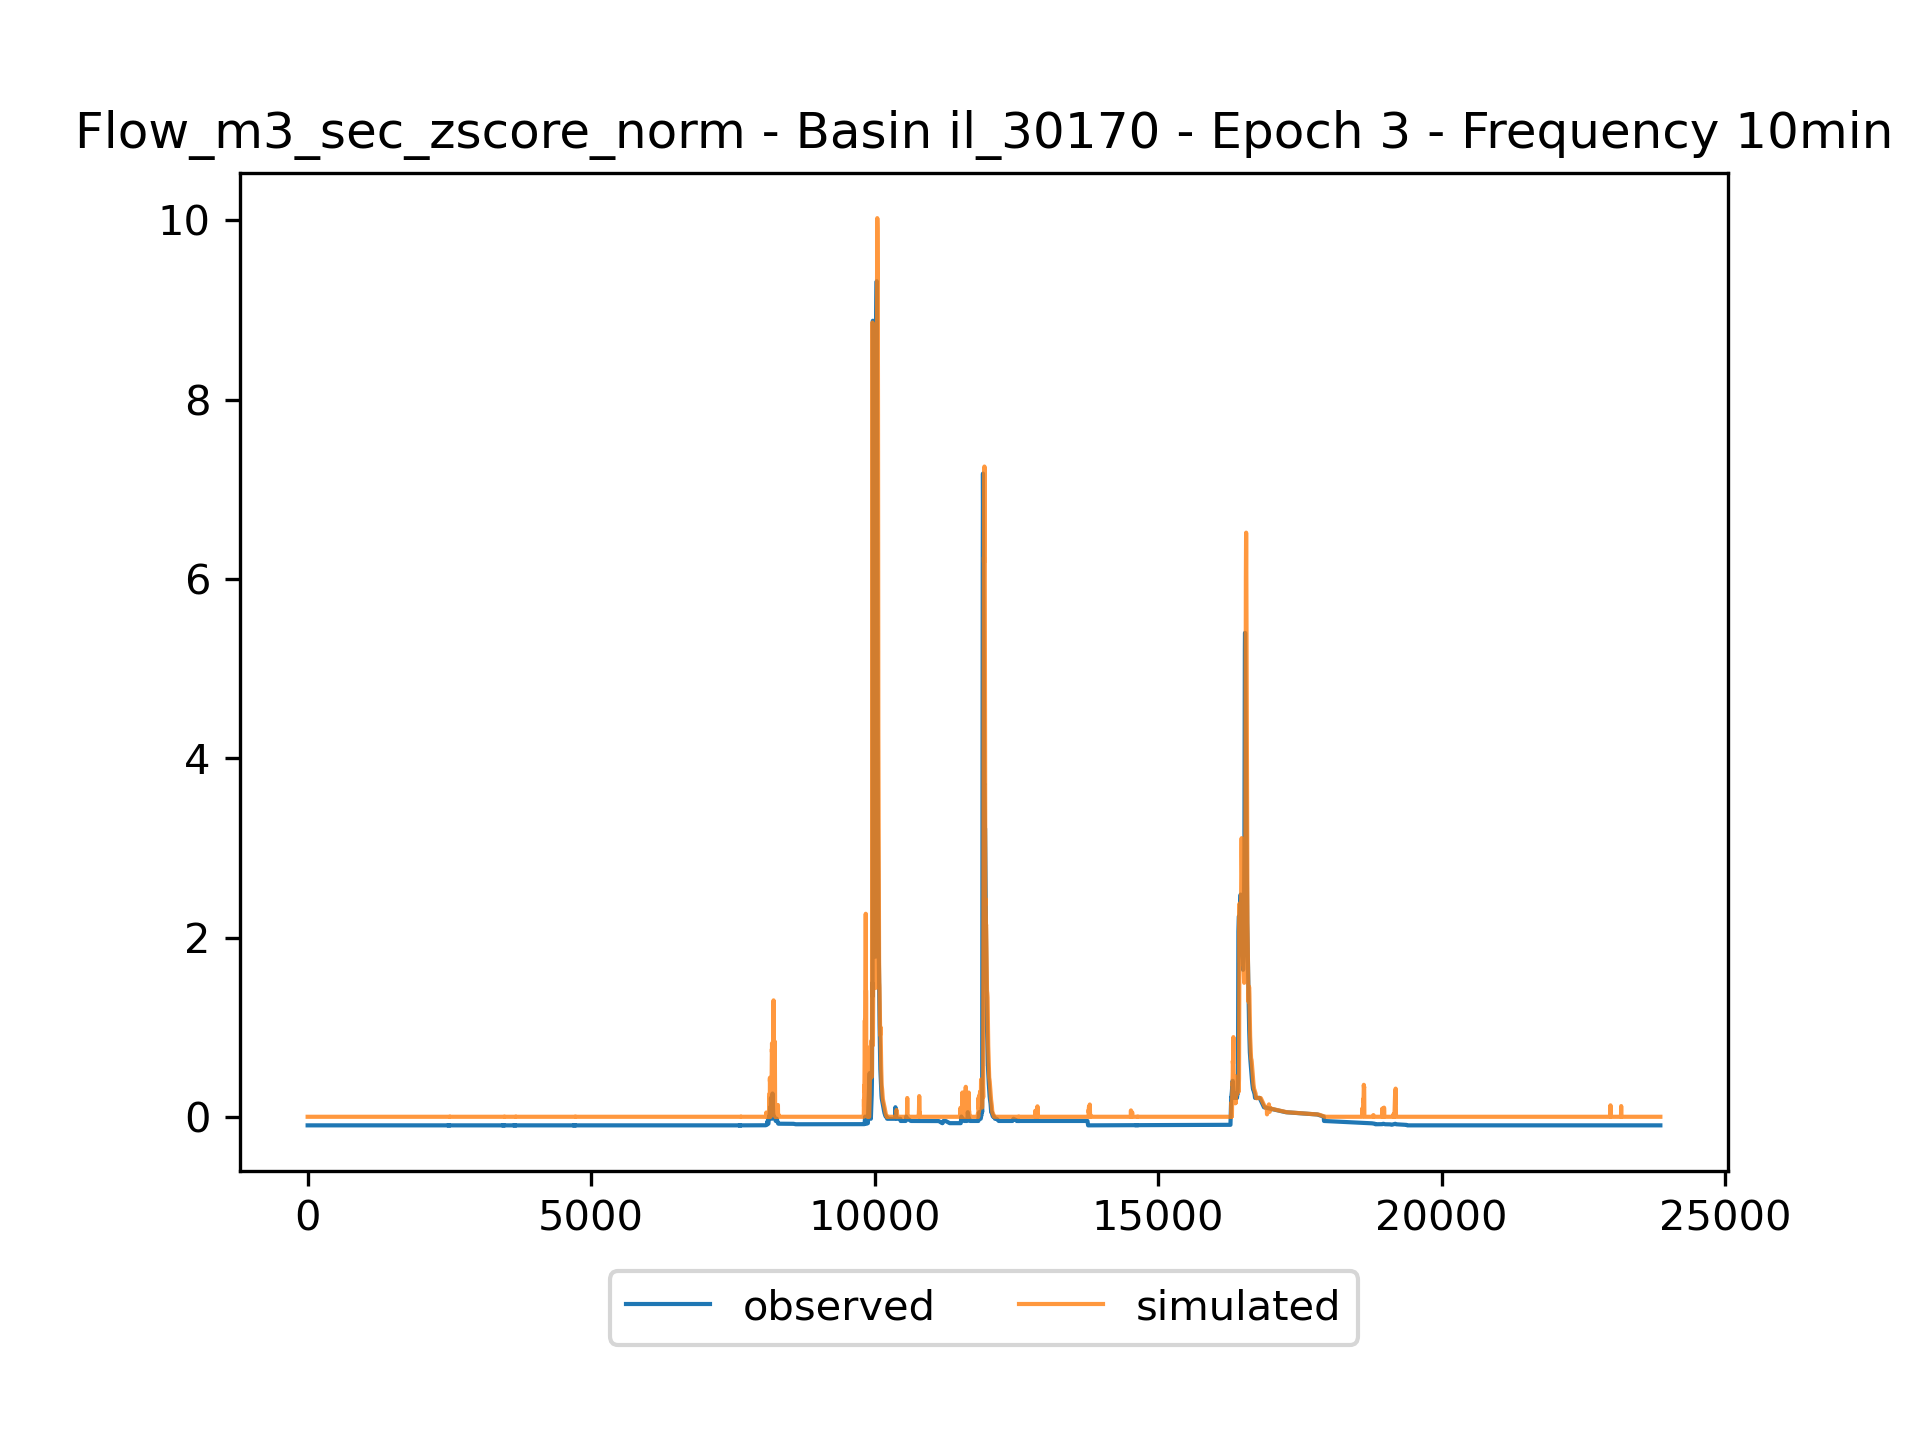 Flow_m3_sec_zscore_norm - Basin il_30170 - Epoch 3 - Frequency 10min
10
8
6
4
2
0
0 5000 10000 15000 20000 25000
observed simulated